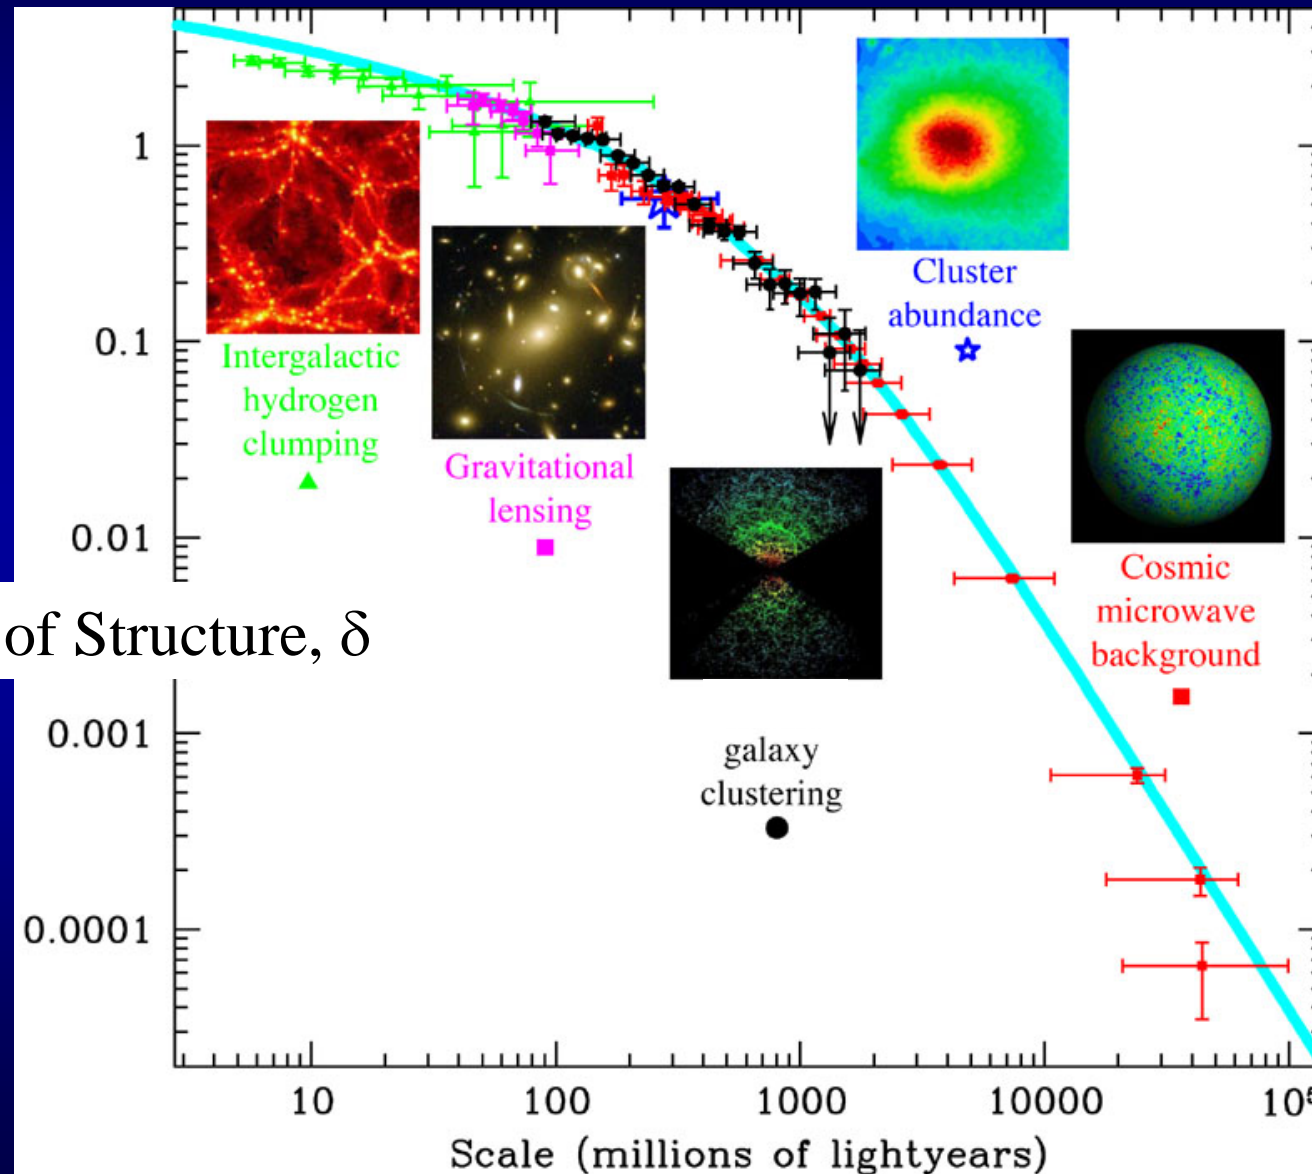 1
0.1
0.01
of Structure, δ
0.001
0.0001
Intergalactic
hydrogen
clumping
Gravitational
lensing
Cluster
abundance
Cosmic
microwave
background
galaxy
clustering
10
100
1000
10000
10⁵
Scale (millions of lightyears)